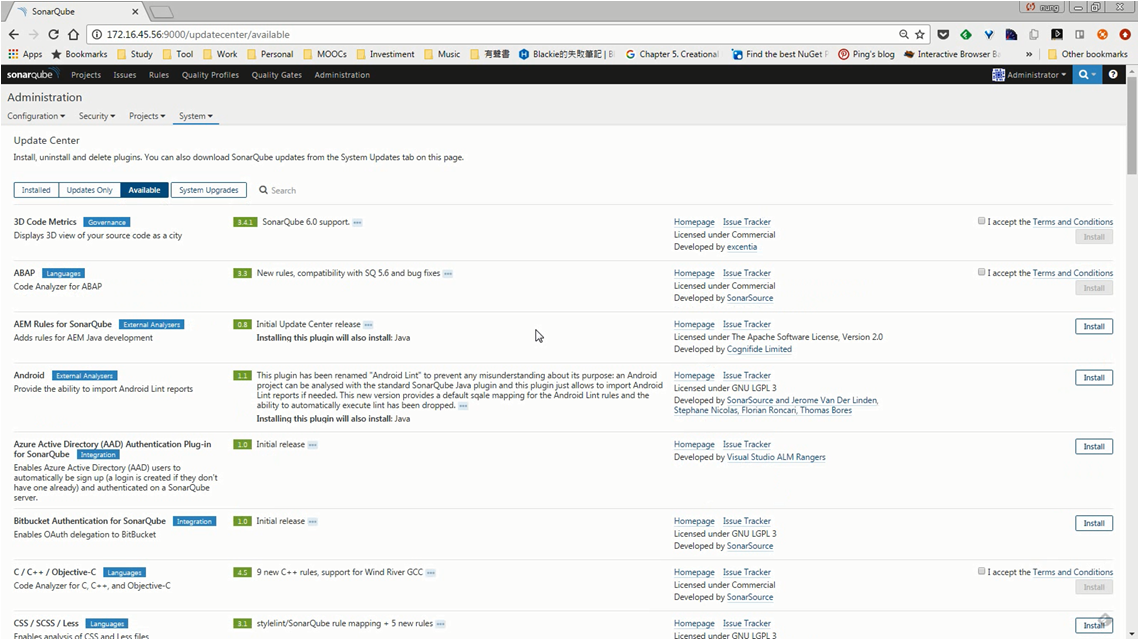 SonarQube
nung
172.16.45.56:9000/updatecenter/available
Apps Bookmarks Study Tool Work Personal MOOCs Investiment Music 有聲書 Blackie的失敗筆記 Chapter 5. Creational Find the best NuGet P Ping's blog Interactive Browser Ba » Other bookmarks
sonarqube Projects Issues Rules Quality Profiles Quality Gates Administration Administrator
Administration
Configuration Security Projects System
Update Center
Install, uninstall and delete plugins. You can also download SonarQube updates from the System Updates tab on this page.
Installed Updates Only Available System Upgrades Search
3D Code Metrics Governance 3.4.1 SonarQube 6.0 support. Homepage Issue Tracker I accept the Terms and Conditions
Displays 3D view of your source code as a city Licensed under Commercial Install
Developed by excentia
ABAP Languages 3.3 New rules, compatibility with SQ 5.6 and bug fixes Homepage Issue Tracker I accept the Terms and Conditions
Code Analyzer for ABAP Licensed under Commercial Install
Developed by SonarSource
AEM Rules for SonarQube External Analysers 0.8 Initial Update Center release Homepage Issue Tracker Install
Adds rules for AEM Java development Installing this plugin will also install: Java Licensed under The Apache Software License, Version 2.0
Developed by Cognifide Limited
Android External Analysers 1.1 This plugin has been renamed "Android Lint" to prevent any misunderstanding about its purpose: an Android Homepage Issue Tracker Install
Provide the ability to import Android Lint reports project can be analysed with the standard SonarQube Java plugin and this plugin just allows to import Android Licensed under GNU LGPL 3
Lint reports if needed. This new version provides a default sqale mapping for the Android Lint rules and the Developed by SonarSource and Jerome Van Der Linden,
ability to automatically execute lint has been dropped. Stephane Nicolas, Florian Roncari, Thomas Bores
Installing this plugin will also install: Java
Azure Active Directory (AAD) Authentication Plug-in 1.0 Initial release Homepage Issue Tracker Install
for SonarQube Integration Developed by Visual Studio ALM Rangers
Enables Azure Active Directory (AAD) users to
automatically be sign up (a login is created if they don't
have one already) and authenticated on a SonarQube
server.
Bitbucket Authentication for SonarQube Integration 1.0 Initial release Homepage Issue Tracker Install
Enables OAuth delegation to BitBucket Licensed under GNU LGPL 3
Developed by SonarSource
C / C++ / Objective-C Languages 4.5 9 new C++ rules, support for Wind River GCC Homepage Issue Tracker I accept the Terms and Conditions
Code Analyzer for C, C++, and Objective-C Licensed under Commercial Install
Developed by SonarSource
CSS / SCSS / Less Languages 3.1 stylelint/SonarQube rule mapping + 5 new rules Homepage Issue Tracker Install
Enables analysis of CSS and Less files Licensed under GNU LGPL 3